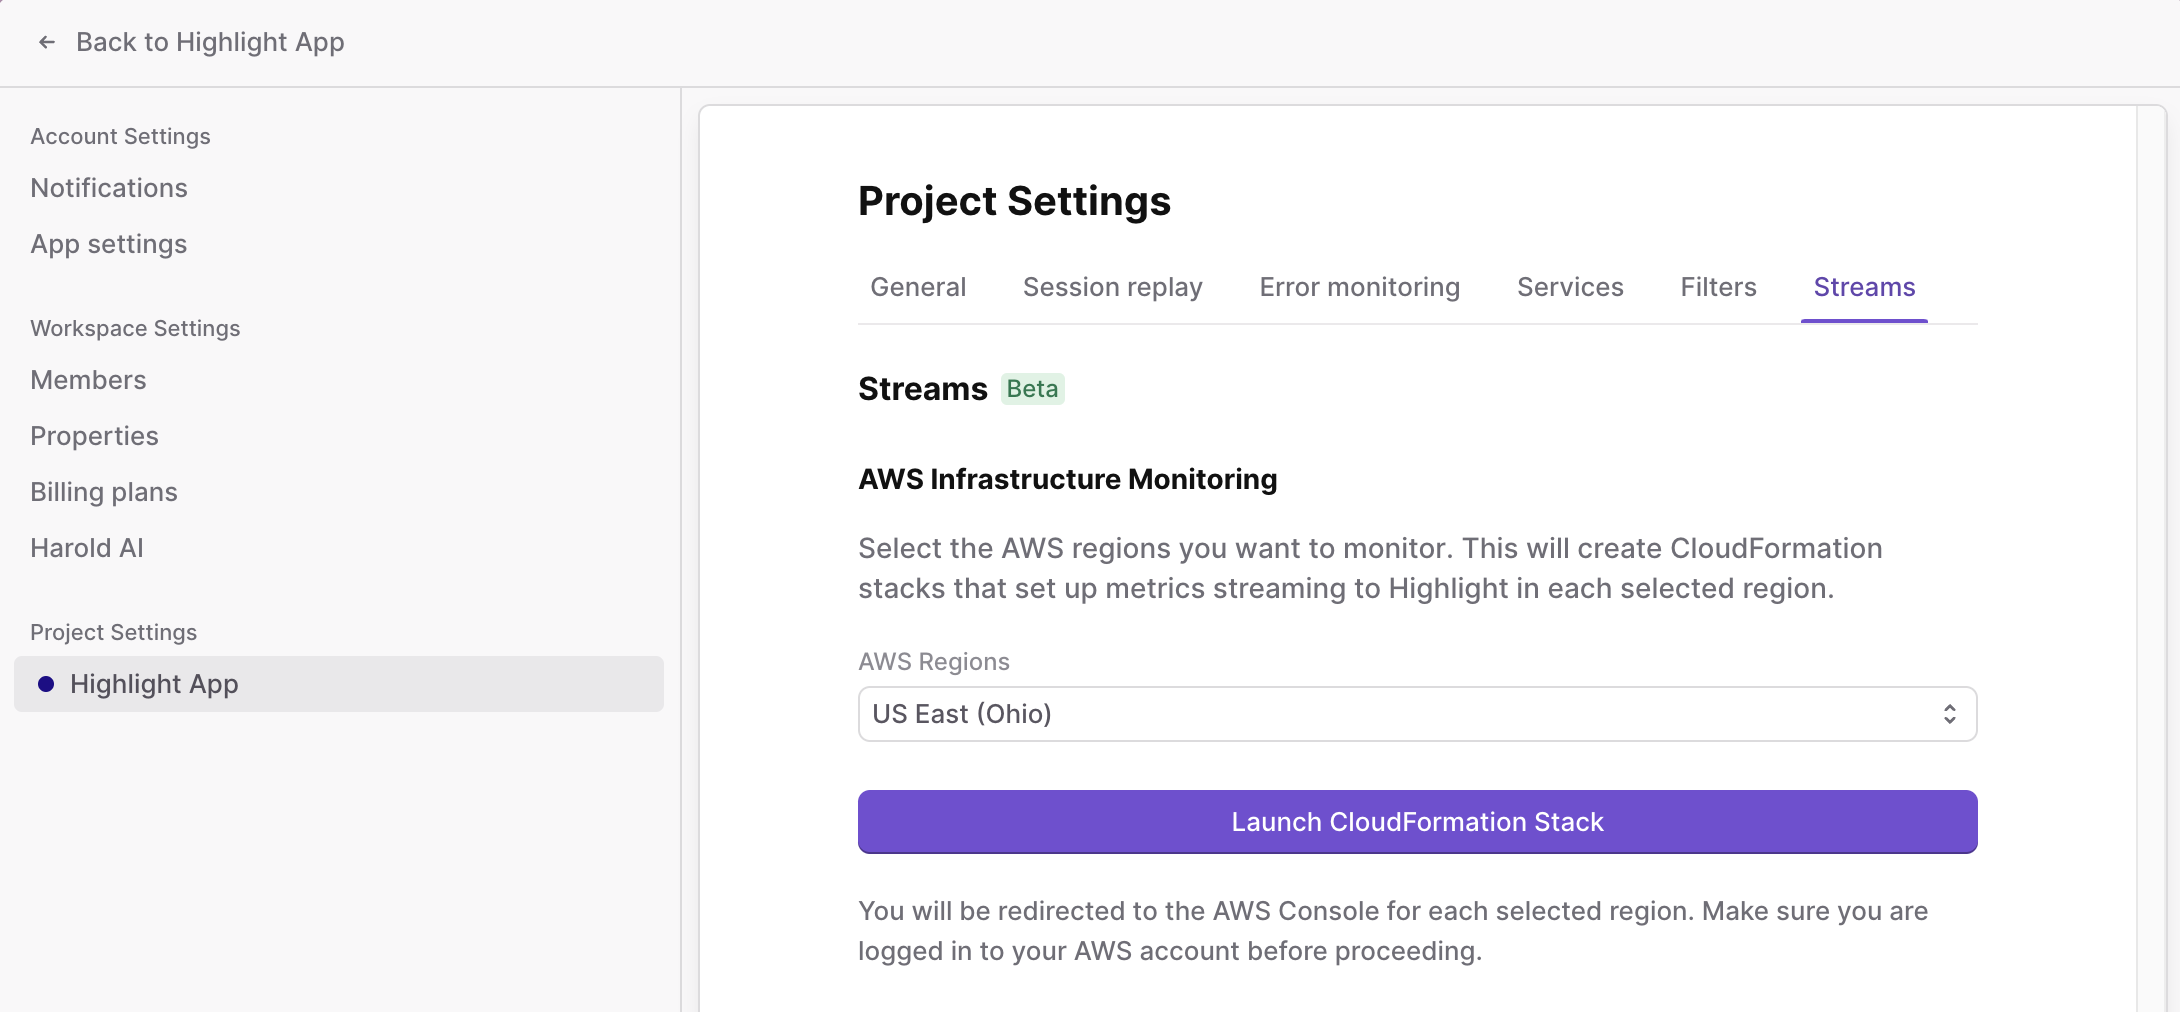 Back to Highlight App
Account Settings
Notifications
App settings
Workspace Settings
Members
Properties
Billing plans
Harold AI
Project Settings
Highlight App
Project Settings
General Session replay Error monitoring Services Filters Streams
Streams Beta
AWS Infrastructure Monitoring
Select the AWS regions you want to monitor. This will create CloudFormation
stacks that set up metrics streaming to Highlight in each selected region.
AWS Regions
US East (Ohio)
Launch CloudFormation Stack
You will be redirected to the AWS Console for each selected region. Make sure you are
logged in to your AWS account before proceeding.